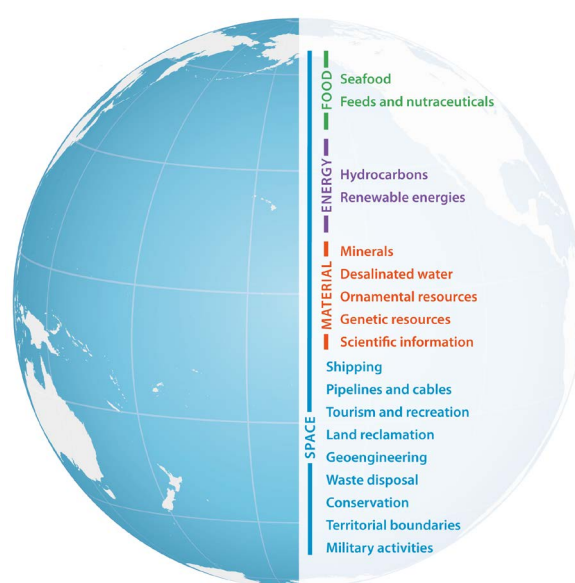 FOOD
Seafood
Feeds and nutraceuticals
ENERGY
Hydrocarbons
Renewable energies
MATERIAL
Minerals
Desalinated water
Ornamental resources
Genetic resources
Scientific information
SPACE
Shipping
Pipelines and cables
Tourism and recreation
Land reclamation
Geoengineering
Waste disposal
Conservation
Territorial boundaries
Military activities